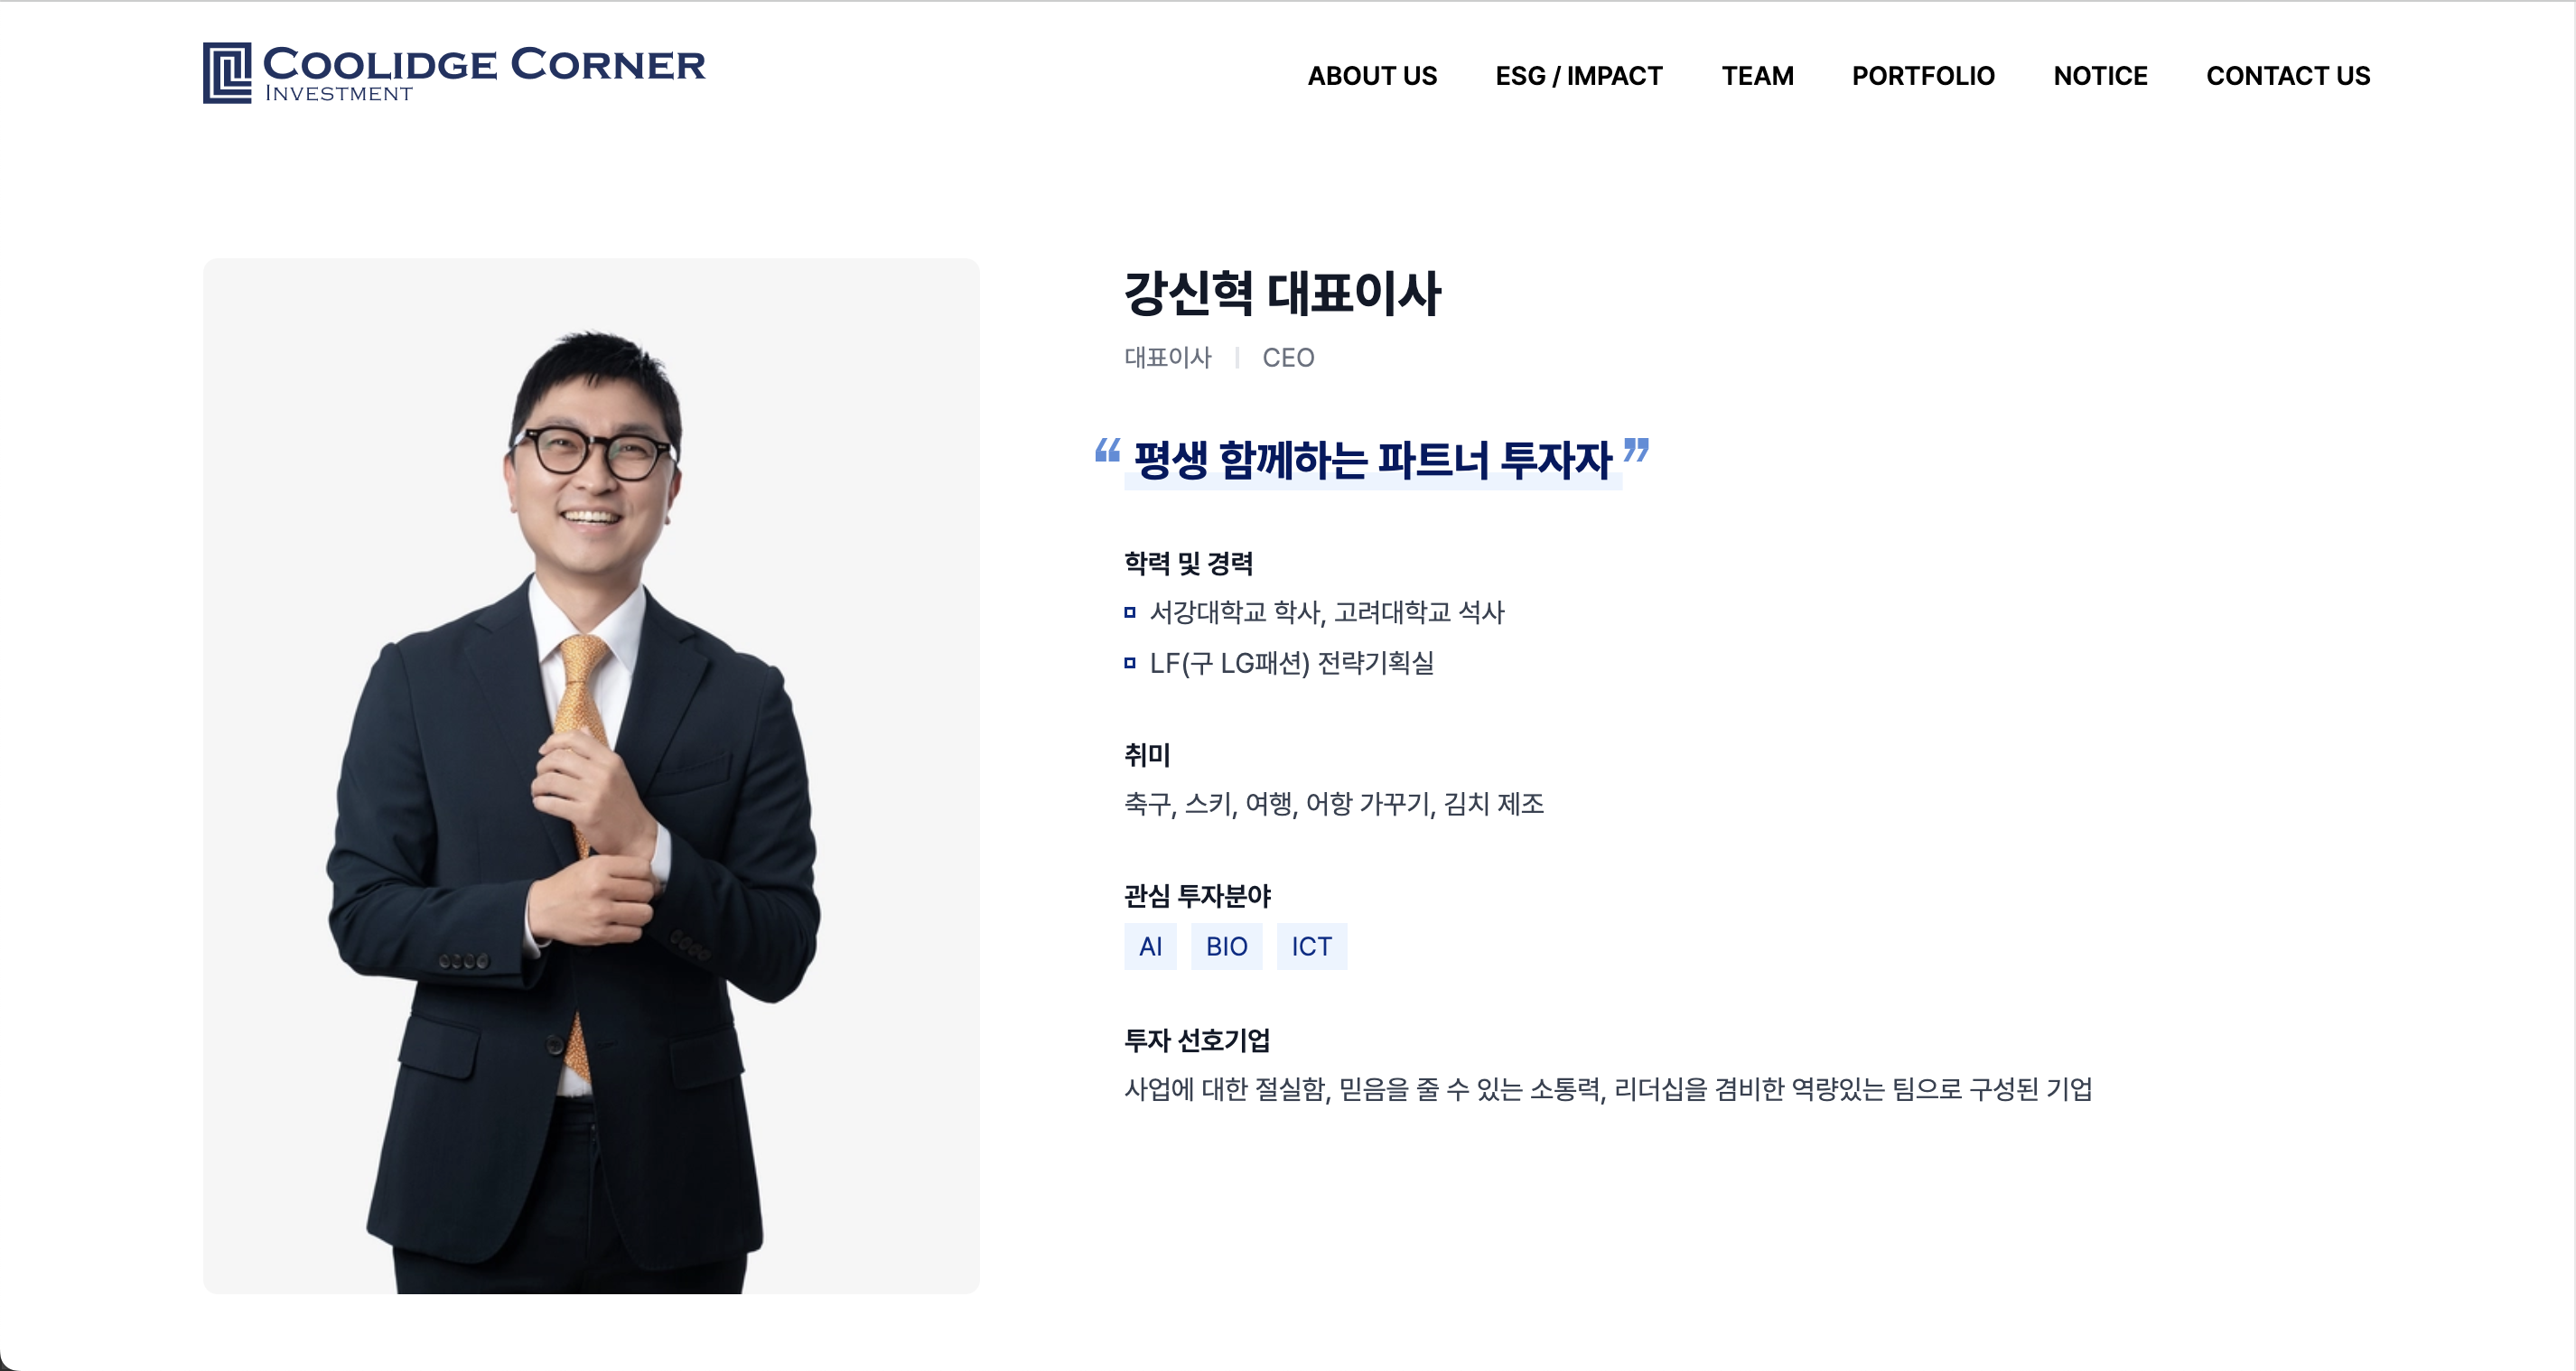 COOLIDGE CORNER
INVESTMENT
ABOUT US
ESG / IMPACT
TEAM
PORTFOLIO
NOTICE
CONTACT US
강신혁 대표이사
대표이사 | CEO
“ 평생 함께하는 파트너 투자자 ”
학력 및 경력
서강대학교 학사, 고려대학교 석사
LF(구 LG패션) 전략기획실
취미
축구, 스키, 여행, 어항 가꾸기, 김치 제조
관심 투자분야
AI
BIO
ICT
투자 선호기업
사업에 대한 절실함, 믿음을 줄 수 있는 소통력, 리더십을 겸비한 역량있는 팀으로 구성된 기업